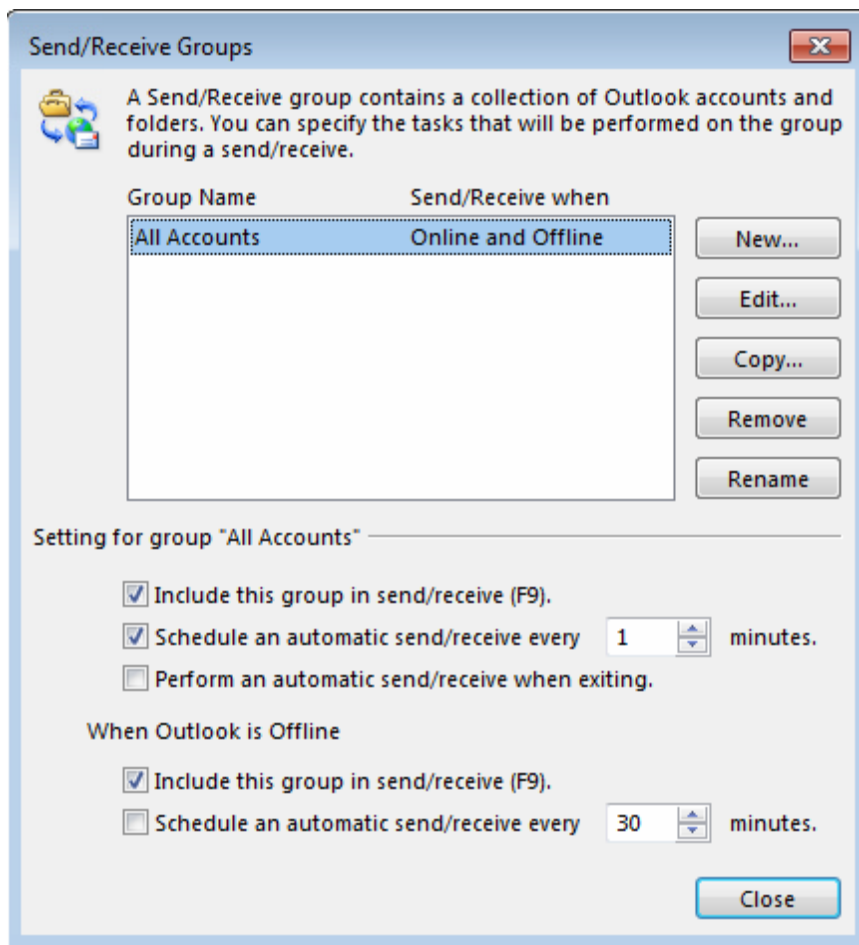 Send/Receive Groups
A Send/Receive group contains a collection of Outlook accounts and
folders. You can specify the tasks that will be performed on the group
during a send/receive.
Group Name Send/Receive when
All Accounts Online and Offline
New...
Edit...
Copy...
Remove
Rename
Setting for group "All Accounts"
Include this group in send/receive (F9).
Schedule an automatic send/receive every 1 minutes.
Perform an automatic send/receive when exiting.
When Outlook is Offline
Include this group in send/receive (F9).
Schedule an automatic send/receive every 30 minutes.
Close